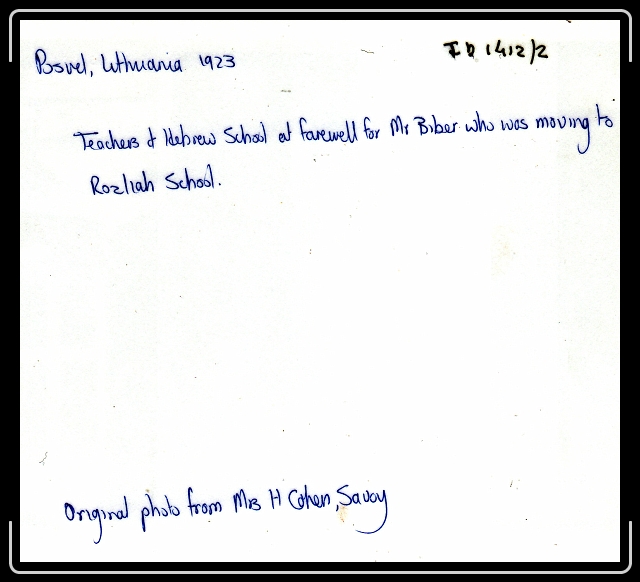 Posvel, Lithuania 1923
ID 1412/2
Teachers & Hebrew School at farewell for Mr Biber who was moving to
Rozliah School.
Original photo from Mrs H Cohen, Savoy